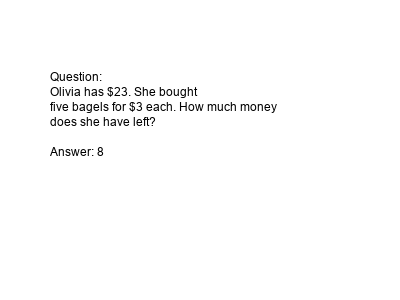 Question:
Olivia has $23. She bought
five bagels for $3 each. How much money
does she have left?
Answer: 8